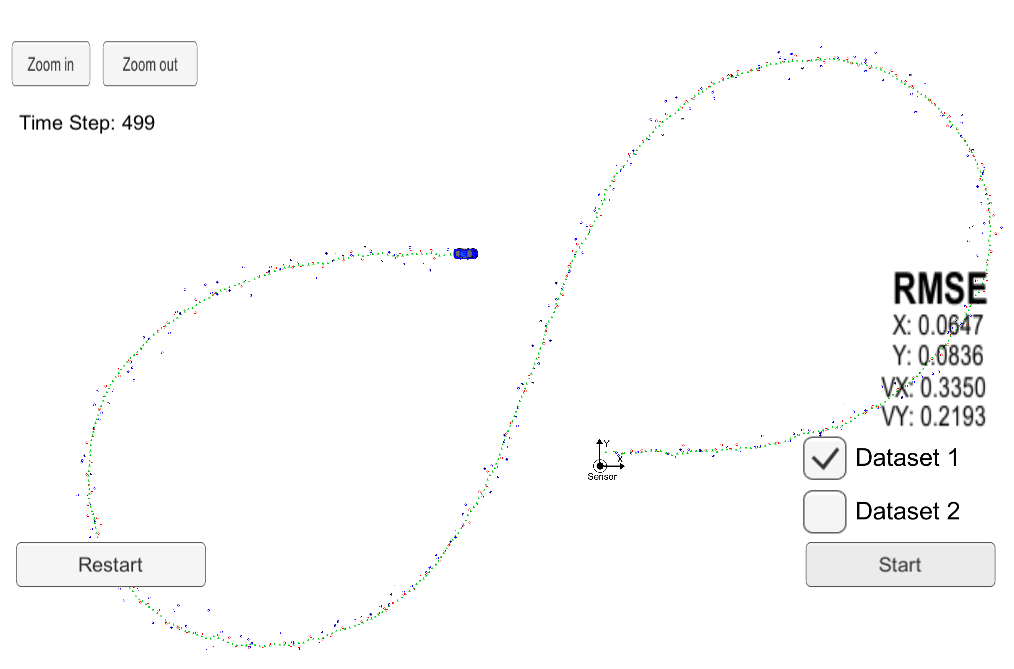 Zoom in
Zoom out
Time Step: 499
RMSE
X: 0.0647
Y: 0.0836
VX: 0.3350
VY: 0.2193
Y
X
Sensor
Dataset 1
Dataset 2
Restart
Start